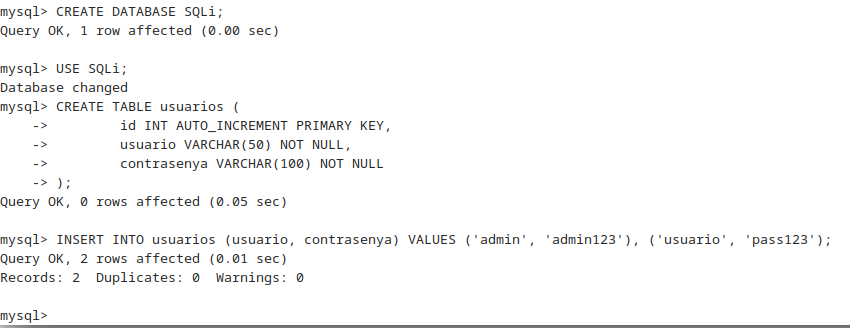 mysql> CREATE DATABASE SQLi;
Query OK, 1 row affected (0.00 sec)

mysql> USE SQLi;
Database changed
mysql> CREATE TABLE usuarios (
    ->         id INT AUTO_INCREMENT PRIMARY KEY,
    ->         usuario VARCHAR(50) NOT NULL,
    ->         contrasenya VARCHAR(100) NOT NULL
    -> );
Query OK, 0 rows affected (0.05 sec)

mysql> INSERT INTO usuarios (usuario, contrasenya) VALUES ('admin', 'admin123'), ('usuario', 'pass123');
Query OK, 2 rows affected (0.01 sec)
Records: 2  Duplicates: 0  Warnings: 0

mysql>